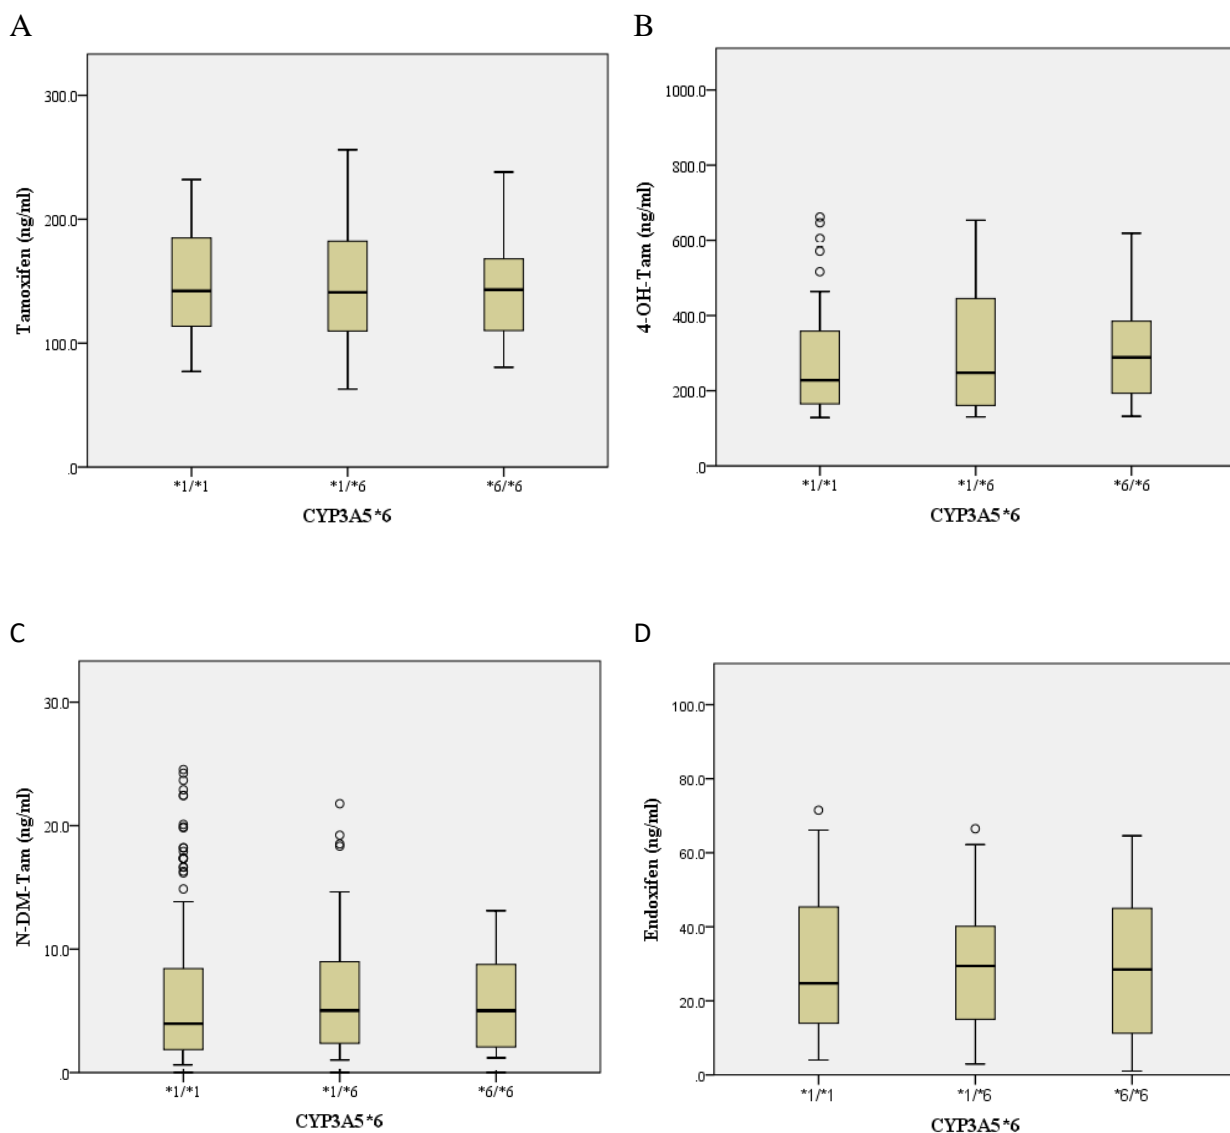 A
300.0
200.0
100.0
.0
Tamoxifen (ng/ml)
*1/*1 *1/*6 *6/*6
CYP3A5*6
B
1000.0
800.0
600.0
400.0
200.0
.0
4-OH-Tam (ng/ml)
*1/*1 *1/*6 *6/*6
CYP3A5*6
C
30.0
20.0
10.0
.0
N-DM-Tam (ng/ml)
*1/*1 *1/*6 *6/*6
CYP3A5*6
D
100.0
80.0
60.0
40.0
20.0
.0
Endoxifen (ng/ml)
*1/*1 *1/*6 *6/*6
CYP3A5*6